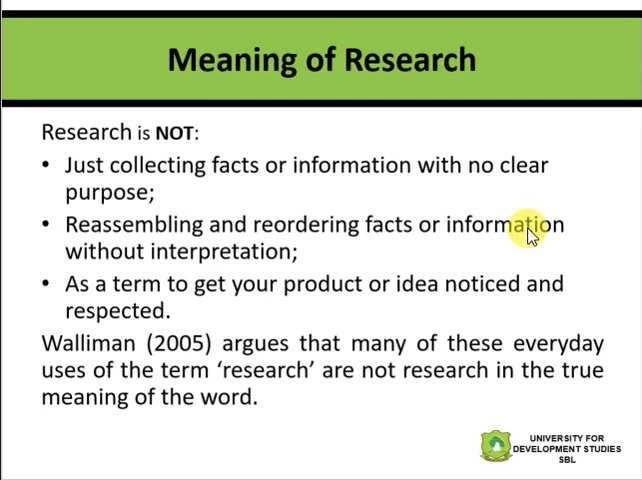 Meaning of Research
Research is NOT:
• Just collecting facts or information with no clear
purpose;
• Reassembling and reordering facts or information
without interpretation;
• As a term to get your product or idea noticed and
respected.
Walliman (2005) argues that many of these everyday
uses of the term ‘research’ are not research in the true
meaning of the word.
UNIVERSITY FOR
DEVELOPMENT STUDIES
SBL